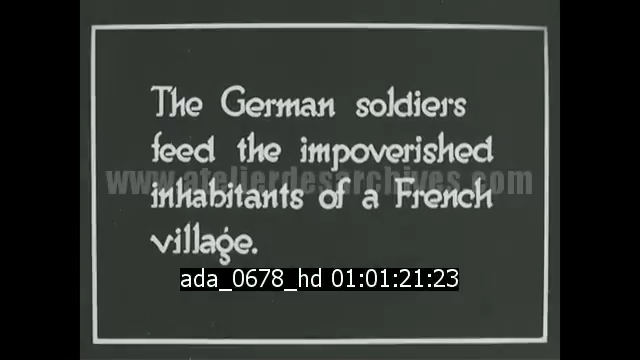 The German soldiers
feed the impoverished
www.atelierdesarchives.com
inhabitants of a French
village.
ada_0678_hd 01:01:21:23